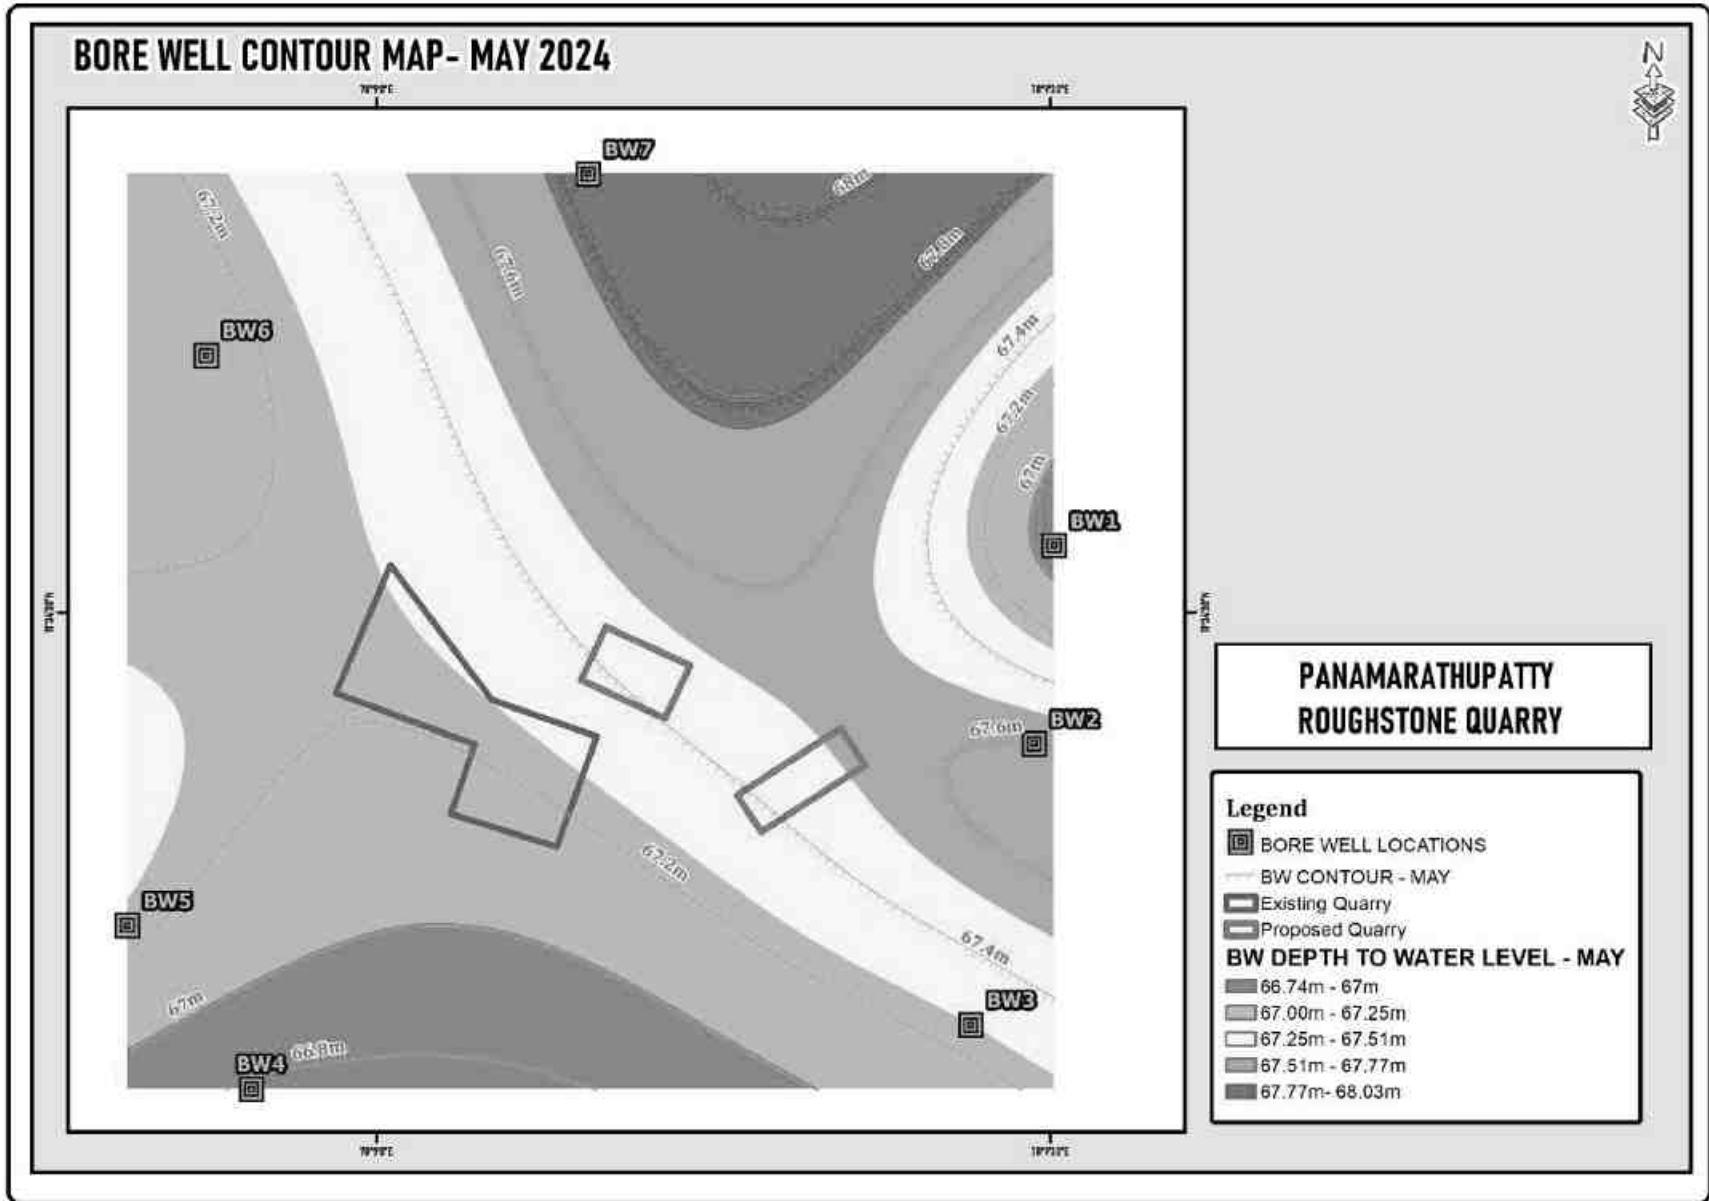 BORE WELL CONTOUR MAP- MAY 2024
N
BW7
68m
67.2m
67.6m
67.8m
BW6
67.4m
67.2m
67m
BW1
67.6m
BW2
67.2m
BW5
67.4m
67m
BW3
66.8m
BW4
PANAMARATHUPATTY
ROUGHSTONE QUARRY
Legend
BORE WELL LOCATIONS
BW CONTOUR - MAY
Existing Quarry
Proposed Quarry
BW DEPTH TO WATER LEVEL - MAY
66.74m - 67m
67.00m - 67.25m
67.25m - 67.51m
67.51m - 67.77m
67.77m- 68.03m